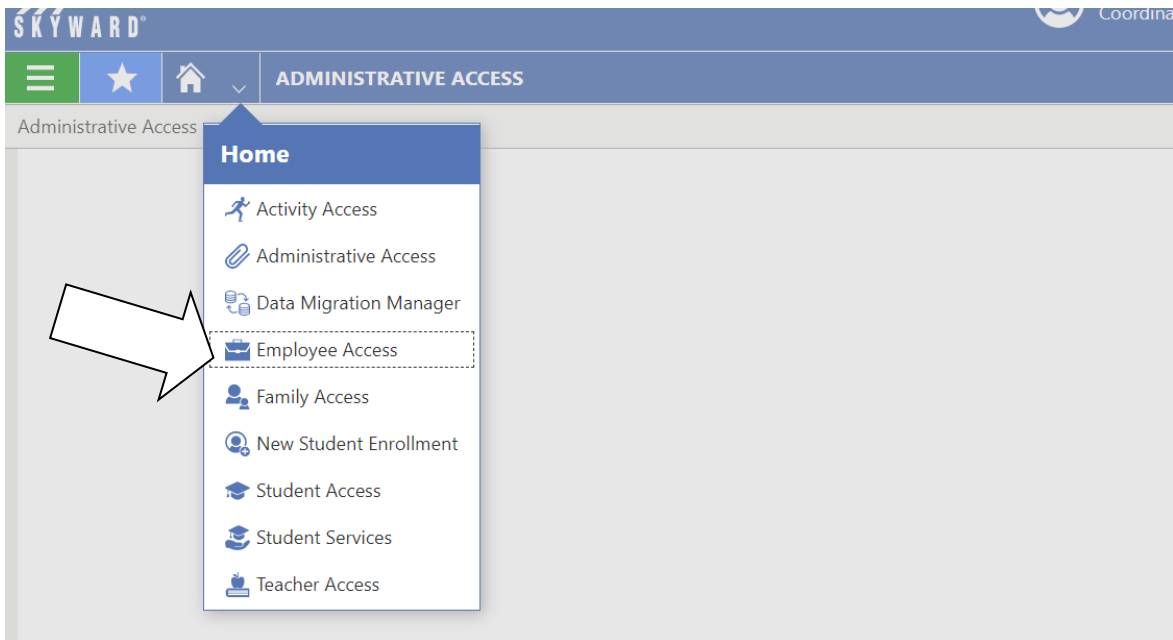 SKYWARD®
Coordina
ADMINISTRATIVE ACCESS
Administrative Access
Home
Activity Access
Administrative Access
Data Migration Manager
Employee Access
Family Access
New Student Enrollment
Student Access
Student Services
Teacher Access